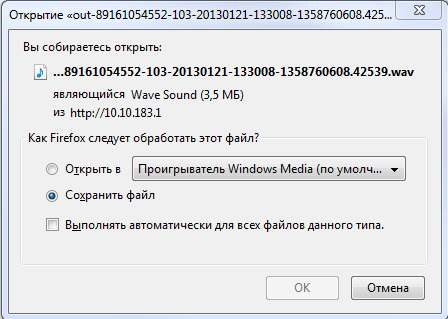 Открытие «out-89161054552-103-20130121-133008-1358760608.425...
Вы собираетесь открыть:
...89161054552-103-20130121-133008-1358760608.42539.wav
являющийся Wave Sound (3,5 МБ)
из http://10.10.183.1
Как Firefox следует обработать этот файл?
Открыть в Проигрыватель Windows Media (по умолч...
Сохранить файл
Выполнять автоматически для всех файлов данного типа.
OK Отмена